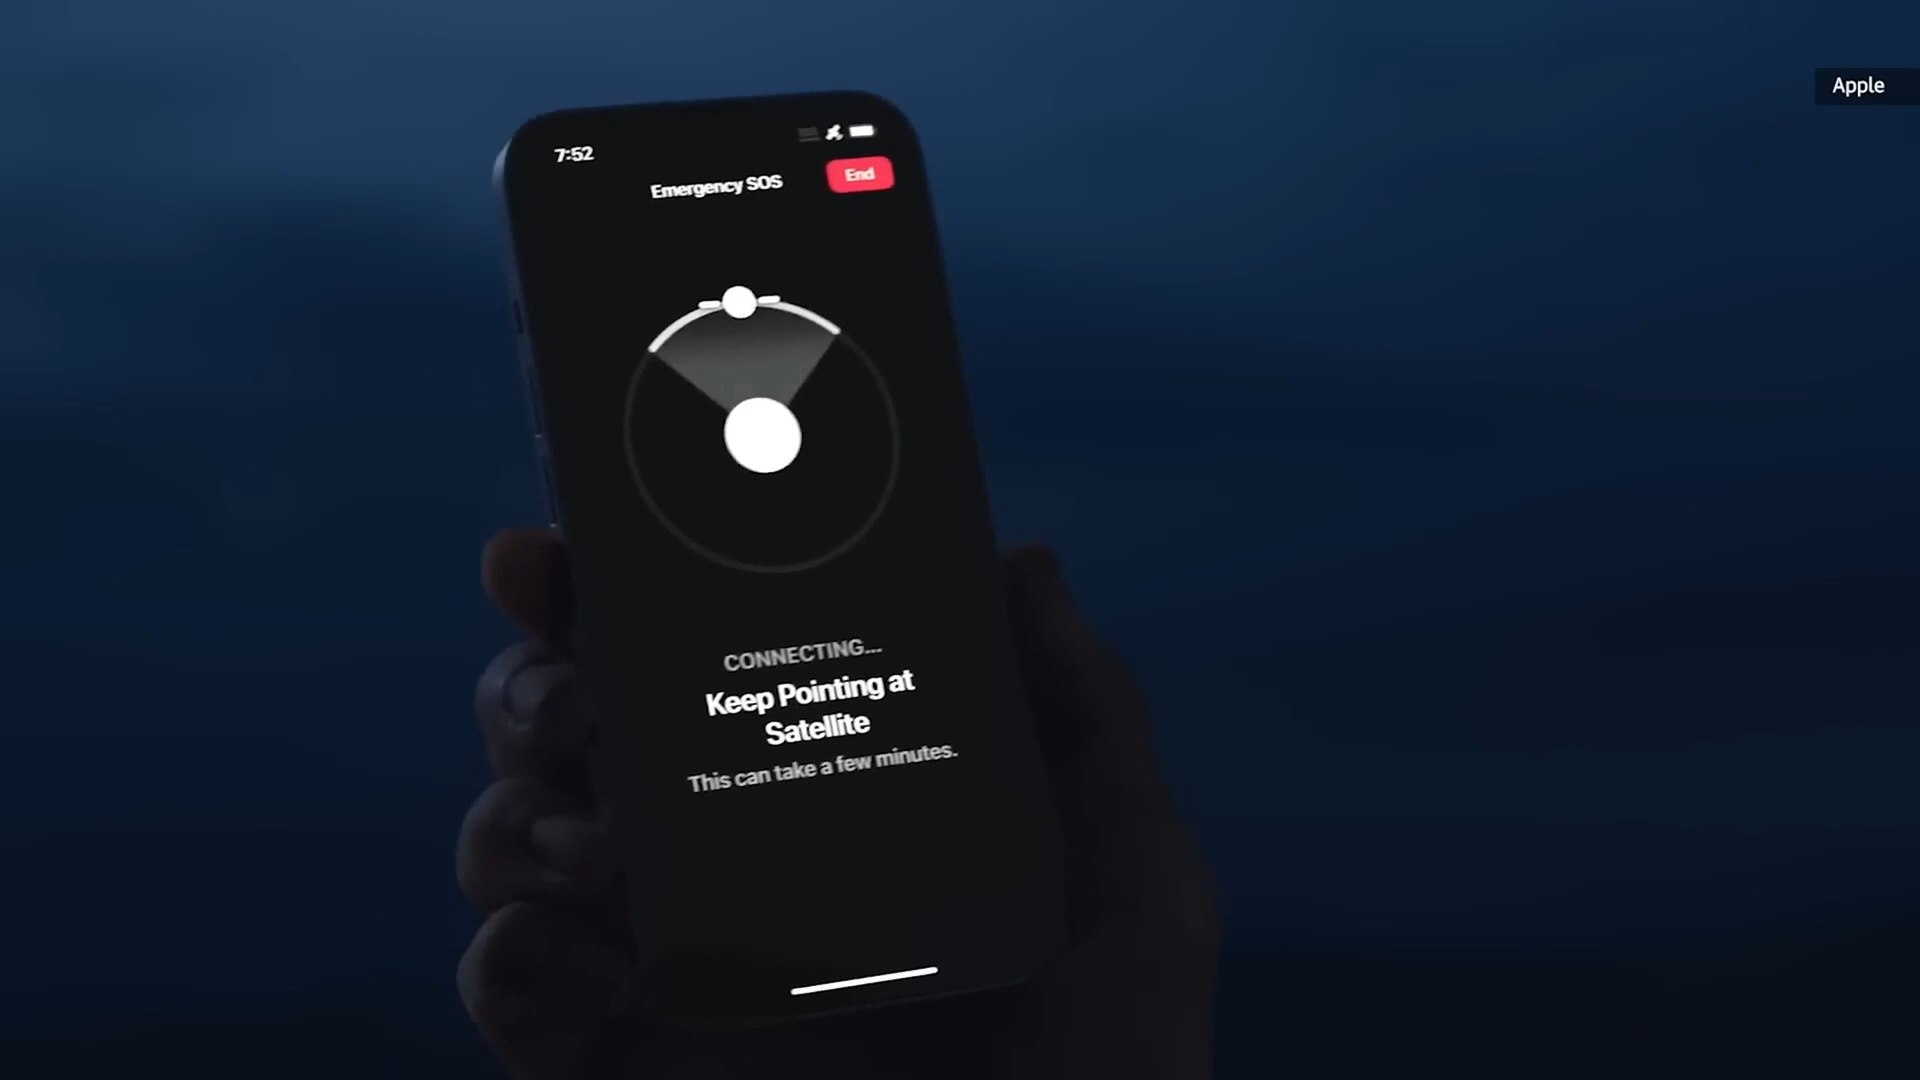 Apple
7:52
Emergency SOS
End
CONNECTING...
Keep Pointing at
Satellite
This can take a few minutes.